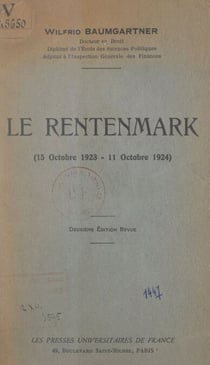 V
WILFRID BAUMGARTNER
Docteur en Droit
Diplômé de l'École des Sciences Politiques
Adjoint à l'Inspection Générale des Finances
LE RENTENMARK
(15 Octobre 1923 - 11 Octobre 1924)
DEUXIÈME ÉDITION REVUE
1447
LES PRESSES UNIVERSITAIRES DE FRANCE
49, BOULEVARD SAINT-MICHEL, PARIS